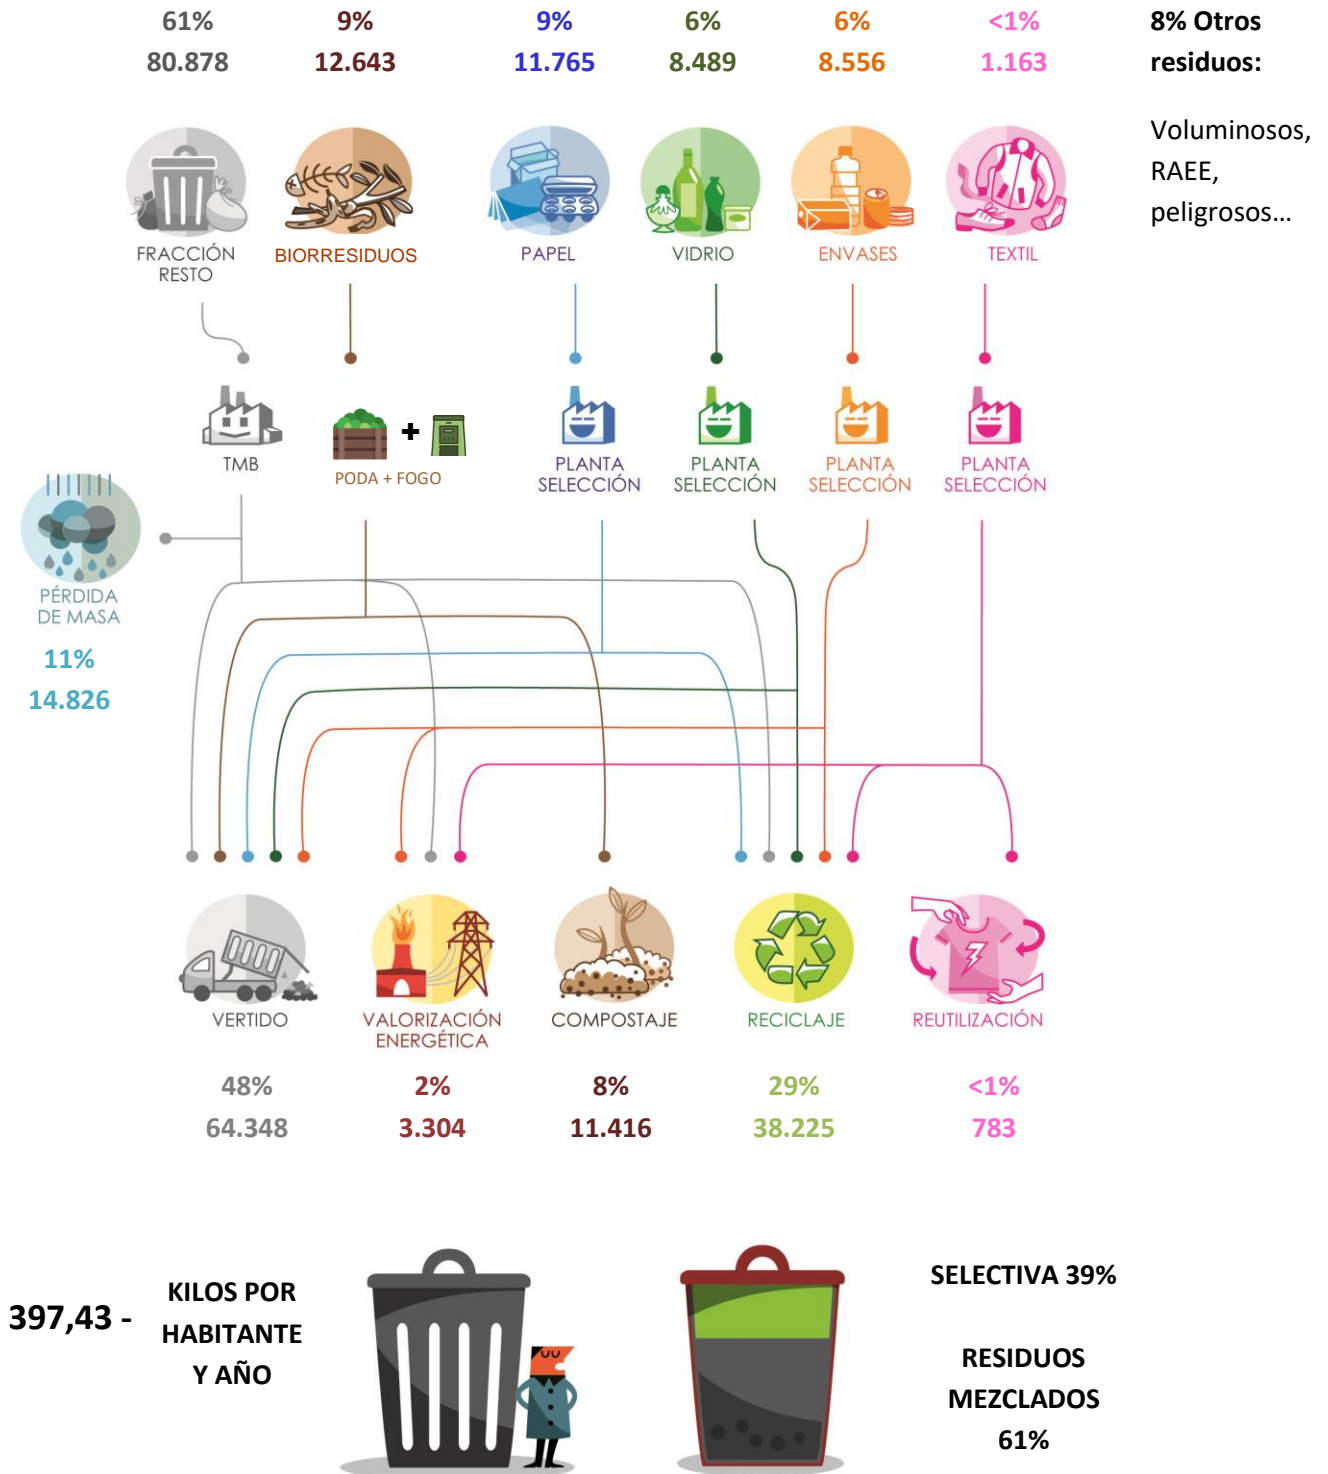 61% 9% 9% 6% 6% <1% 8% Otros
80.878 12.643 11.765 8.489 8.556 1.163 residuos:
Voluminosos,
RAEE,
peligrosos...
FRACCIÓN
RESTO
BIORRESIDUOS
PAPEL
VIDRIO
ENVASES
TEXTIL
TMB
+
PODA + FOGO
PLANTA
SELECCIÓN
PLANTA
SELECCIÓN
PLANTA
SELECCIÓN
PLANTA
SELECCIÓN
PÉRDIDA
DE MASA
11%
14.826
VERTIDO
VALORIZACIÓN
ENERGÉTICA
COMPOSTAJE
RECICLAJE
REUTILIZACIÓN
48% 2% 8% 29% <1%
64.348 3.304 11.416 38.225 783
397,43 -
KILOS POR
HABITANTE
Y AÑO
SELECTIVA 39%
RESIDUOS
MEZCLADOS
61%